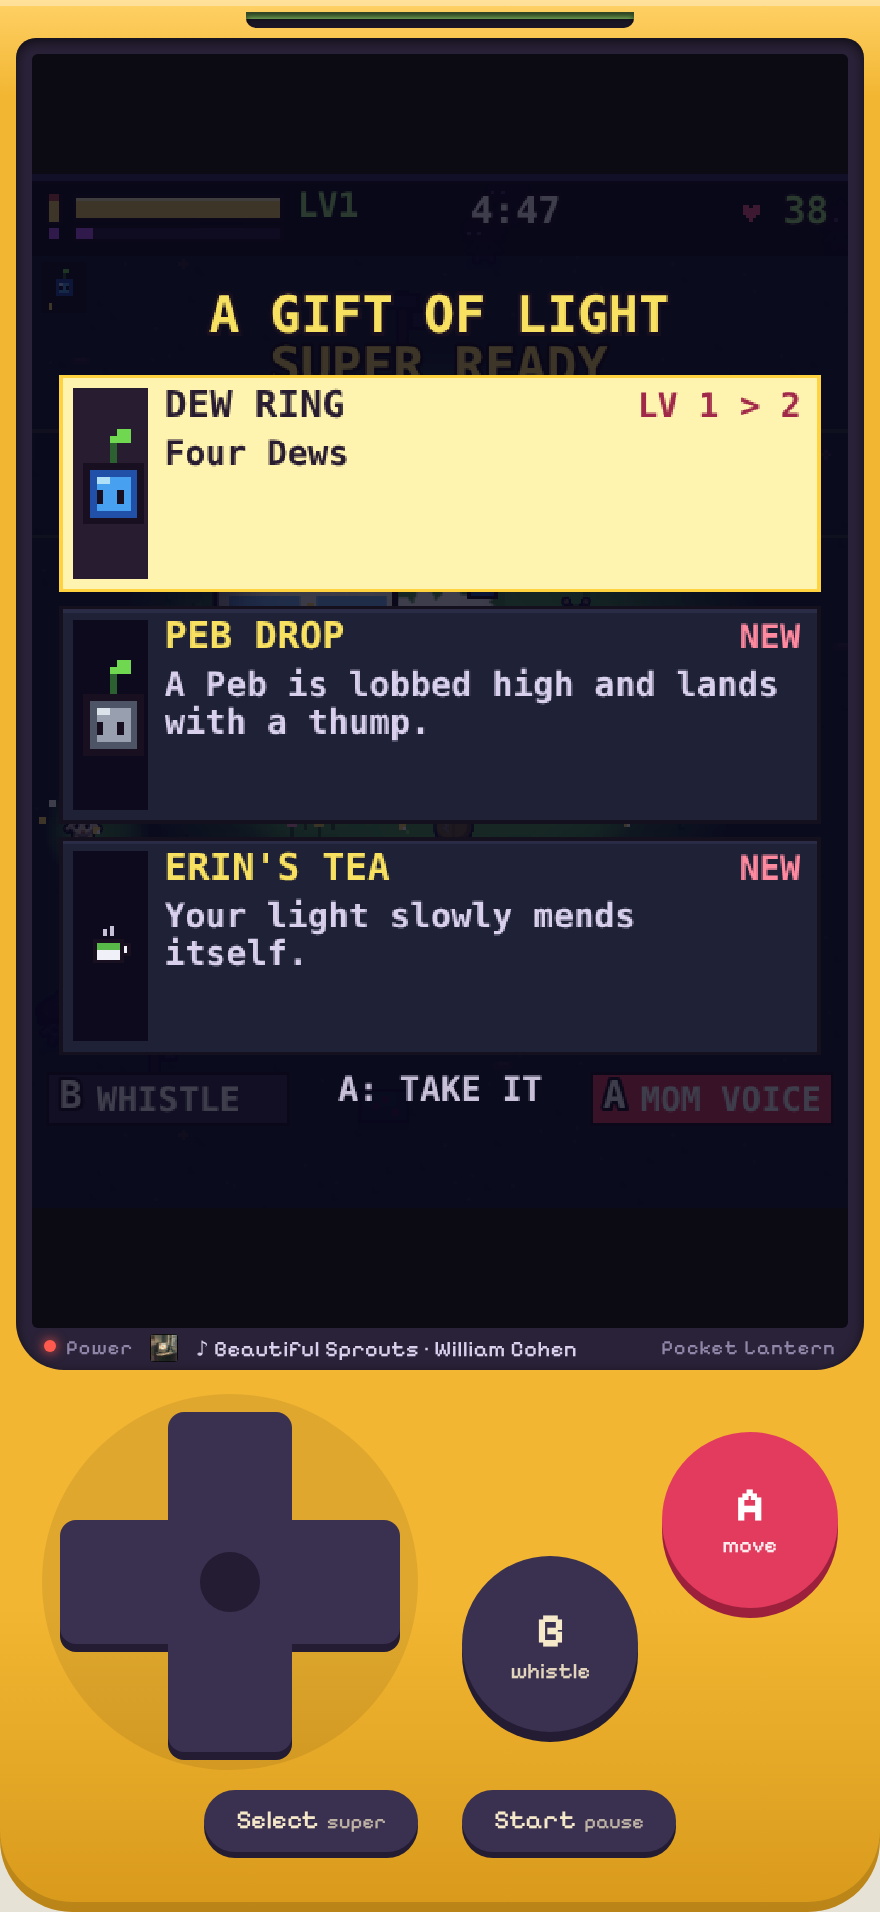 LV1 4:47 38
A GIFT OF LIGHT
SUPER READY
DEW RING LV 1 > 2
Four Dews
PEB DROP NEW
A Peb is lobbed high and lands
with a thump.
ERIN'S TEA NEW
Your light slowly mends
itself.
B WHISTLE A: TAKE IT A MOM VOICE
Power ♪ Beautiful Sprouts · William Cohen Pocket Lantern
A
move
B
whistle
Select super Start pause